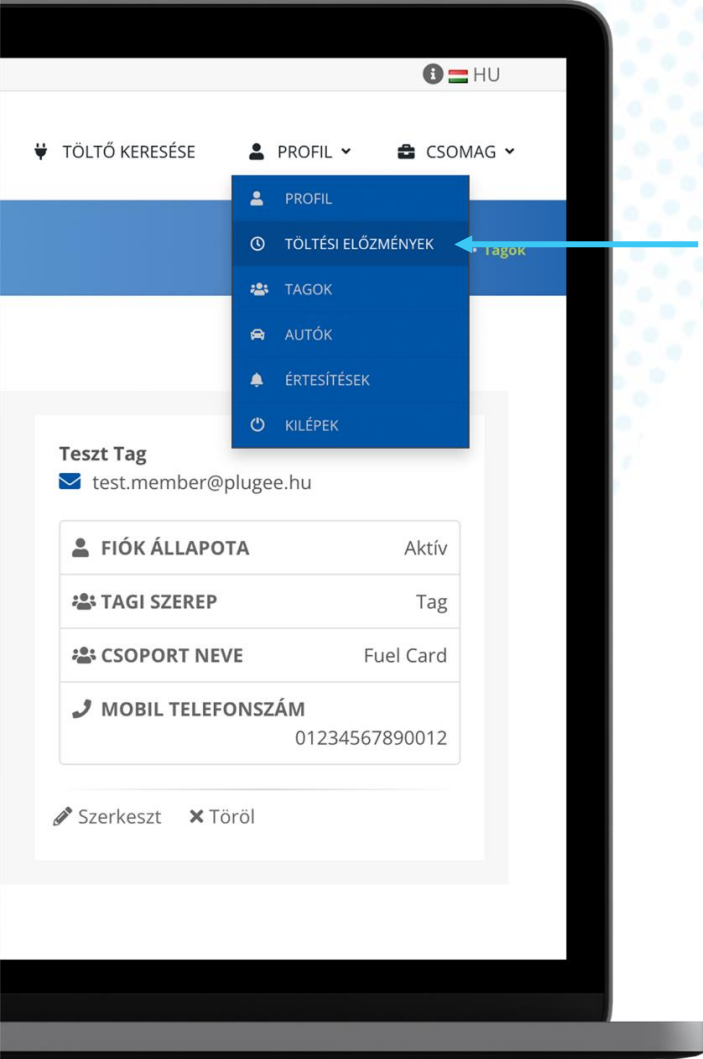 HU
TÖLTŐ KERESÉSE PROFIL CSOMAG
PROFIL
TÖLTÉSI ELŐZMÉNYEK
Tagok
TAGOK
AUTÓK
ÉRTESÍTÉSEK
KILÉPEK
Teszt Tag
test.member@plugee.hu
FIÓK ÁLLAPOTA Aktív
TAGI SZEREP Tag
CSOPORT NEVE Fuel Card
MOBIL TELEFONSZÁM
01234567890012
Szerkeszt Töröl